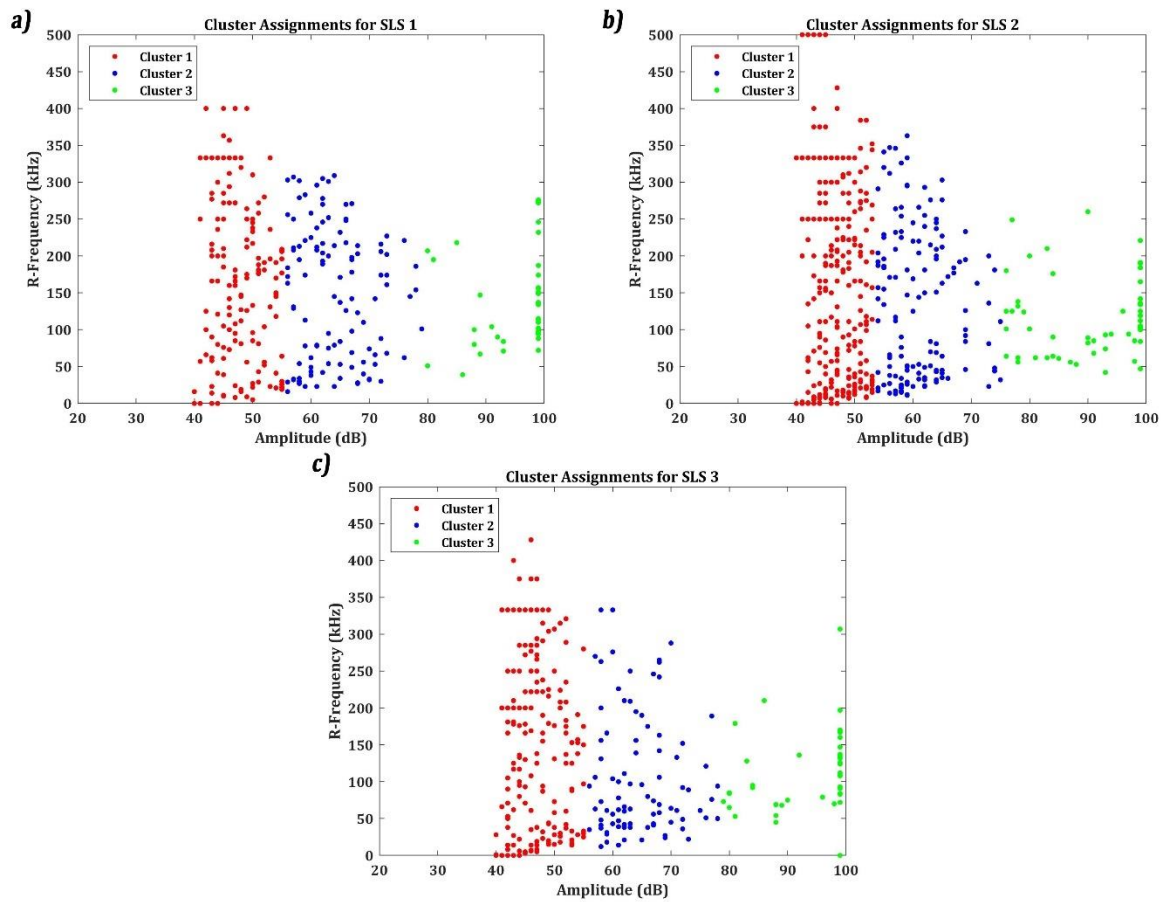 a)
Cluster Assignments for SLS 1
Cluster 1
Cluster 2
Cluster 3
R-Frequency (kHz)
500
450
400
350
300
250
200
150
100
50
0
20 30 40 50 60 70 80 90 100
Amplitude (dB)
b)
Cluster Assignments for SLS 2
Cluster 1
Cluster 2
Cluster 3
R-Frequency (kHz)
500
450
400
350
300
250
200
150
100
50
0
20 30 40 50 60 70 80 90 100
Amplitude (dB)
c)
Cluster Assignments for SLS 3
Cluster 1
Cluster 2
Cluster 3
R-Frequency (kHz)
500
450
400
350
300
250
200
150
100
50
0
20 30 40 50 60 70 80 90 100
Amplitude (dB)